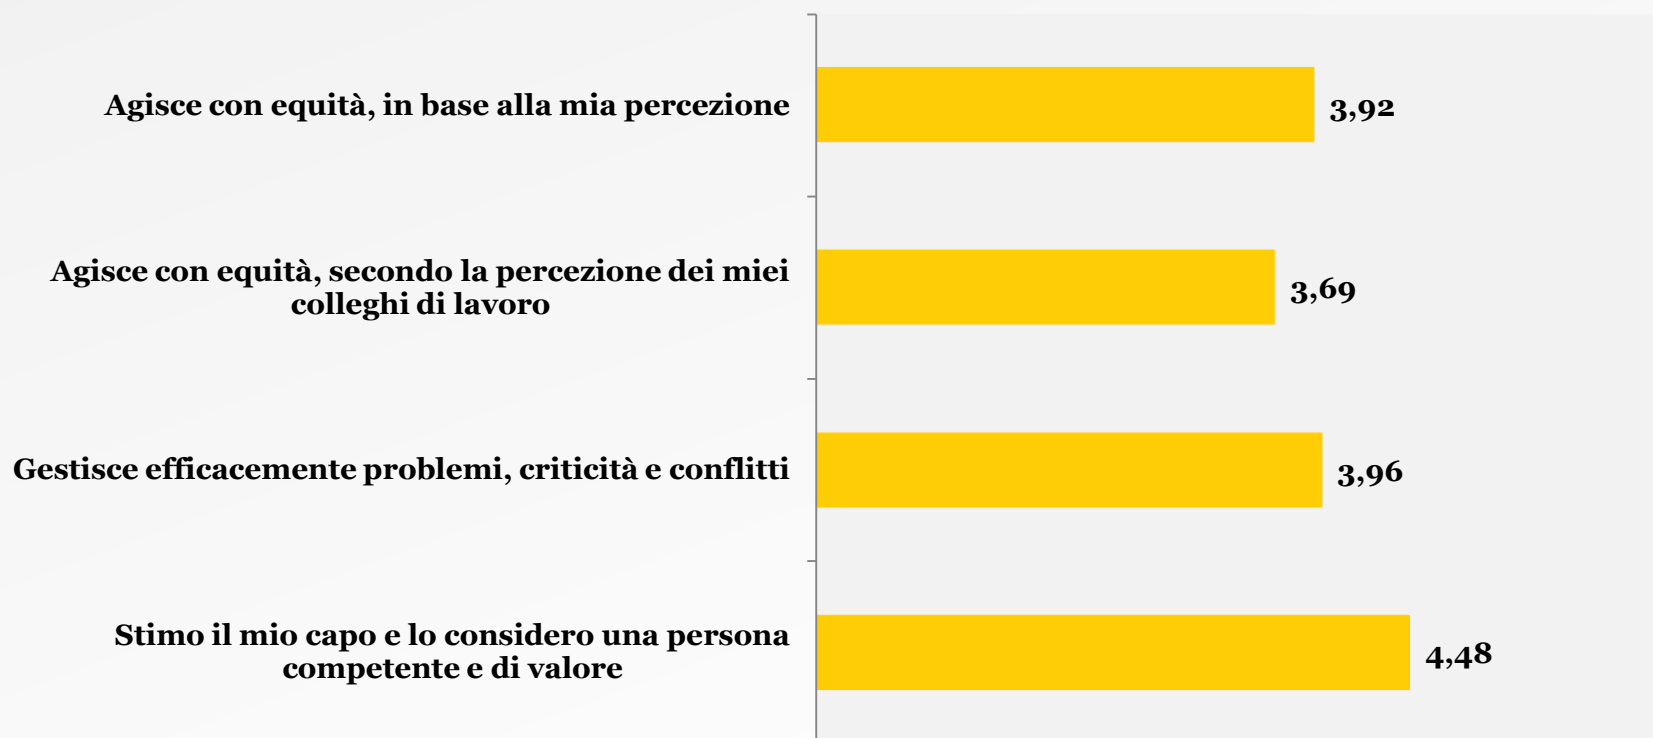 Agisce con equità, in base alla mia percezione
3,92
Agisce con equità, secondo la percezione dei miei
colleghi di lavoro
3,69
Gestisce efficacemente problemi, criticità e conflitti
3,96
Stimo il mio capo e lo considero una persona
competente e di valore
4,48